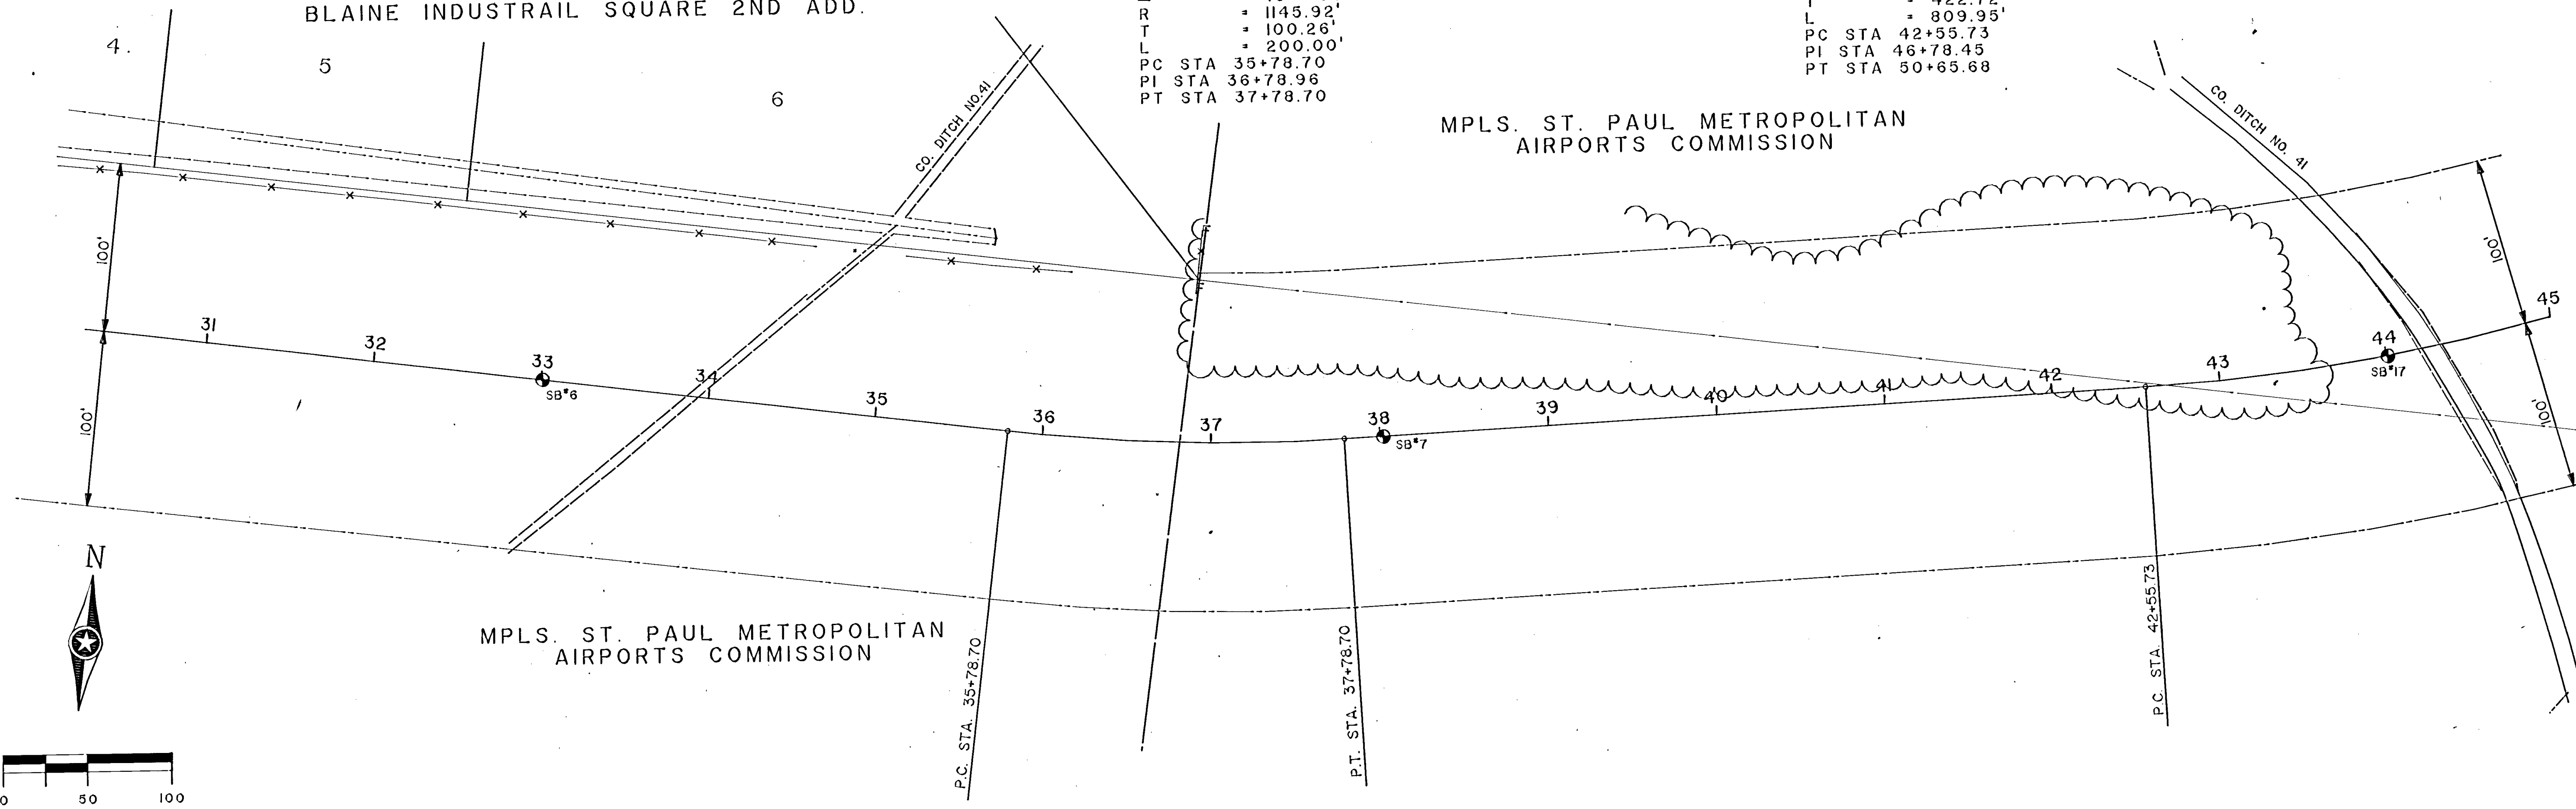 BLAINE INDUSTRAIL SQUARE 2ND ADD.
4.
5
6
R = 1145.92'
T = 100.26'
L = 200.00'
PC STA 35+78.70
PI STA 36+78.96
PT STA 37+78.70
T = 422.72'
L = 809.95'
PC STA 42+55.73
PI STA 46+78.45
PT STA 50+65.68
CO. DITCH NO.41
MPLS. ST. PAUL METROPOLITAN
AIRPORTS COMMISSION
CO. DITCH NO. 41
100'
100'
100'
100'
31
32
33
34
35
36
37
38
39
40
41
42
43
44
45
SB#6
SB#7
SB#17
N
MPLS. ST. PAUL METROPOLITAN
AIRPORTS COMMISSION
P.C. STA. 35+78.70
P.T. STA. 37+78.70
P.C. STA. 42+55.73
0 50 100